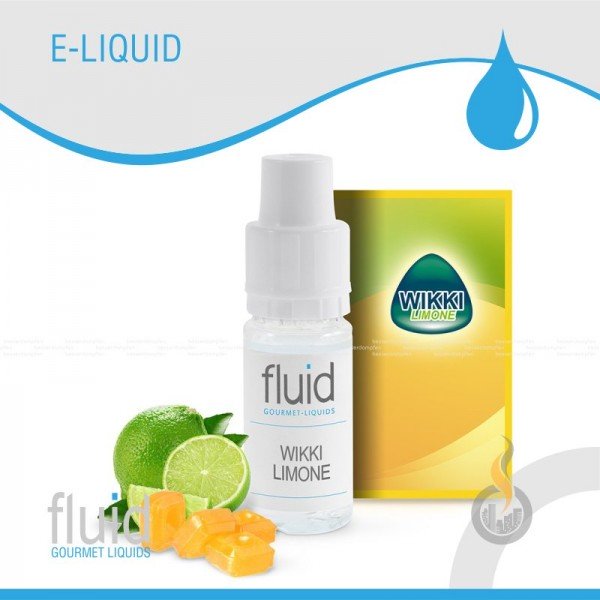 E-LIQUID
WIKKI
LIMONE
fluid
GOURMET-LIQUIDS
WIKKI
LIMONE
fluid
GOURMET LIQUIDS